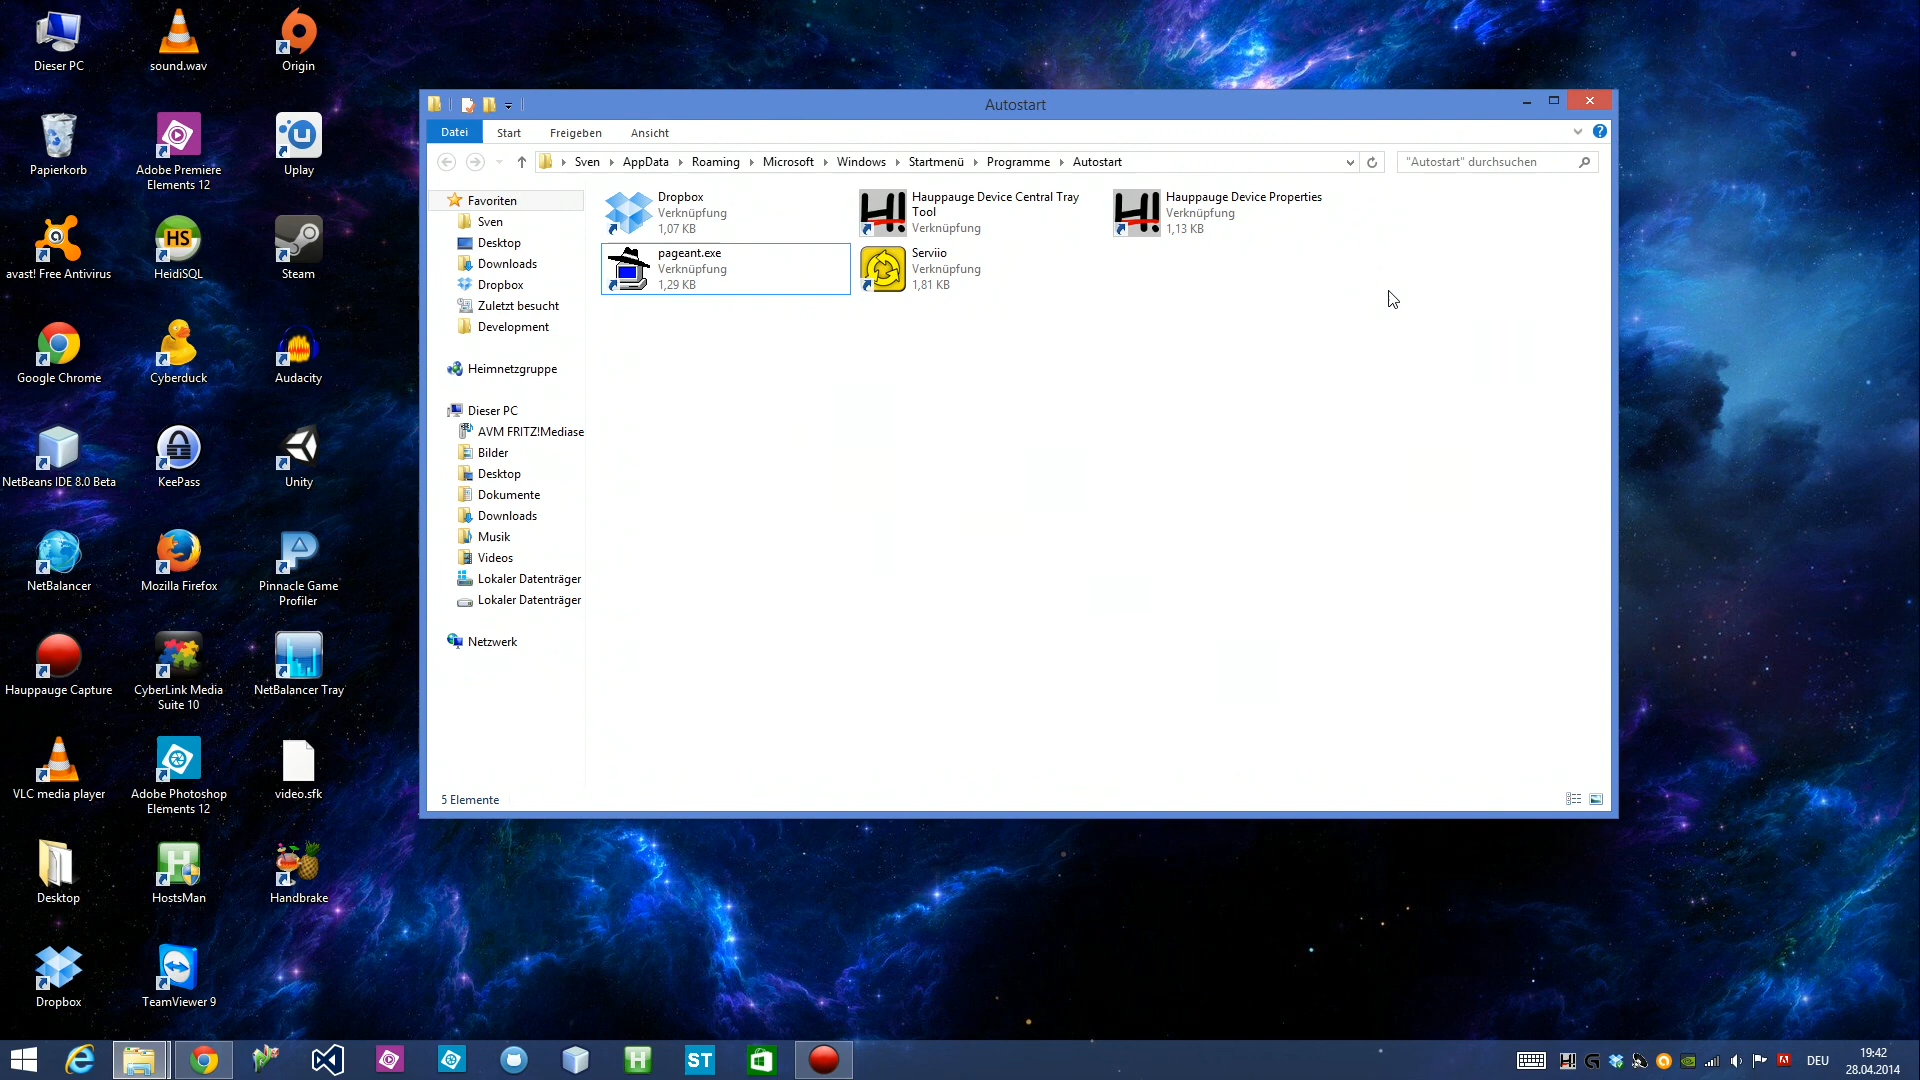 Dieser PC
sound.wav
Origin
Papierkorb
Adobe Premiere
Elements 12
Uplay
avast! Free Antivirus
HeidiSQL
Steam
Google Chrome
Cyberduck
Audacity
NetBeans IDE 8.0 Beta
KeePass
Unity
NetBalancer
Mozilla Firefox
Pinnacle Game
Profiler
Hauppauge Capture
CyberLink Media
Suite 10
NetBalancer Tray
VLC media player
Adobe Photoshop
Elements 12
video.sfk
Desktop
HostsMan
Handbrake
Dropbox
TeamViewer 9
Autostart
Datei
Start
Freigeben
Ansicht
Sven
AppData
Roaming
Microsoft
Windows
Startmenü
Programme
Autostart
"Autostart" durchsuchen
Favoriten
Sven
Desktop
Downloads
Dropbox
Zuletzt besucht
Development
Heimnetzgruppe
Dieser PC
AVM FRITZ!Mediase
Bilder
Desktop
Dokumente
Downloads
Musik
Videos
Lokaler Datenträger
Lokaler Datenträger
Netzwerk
Dropbox
Verknüpfung
1,07 KB
Hauppauge Device Central Tray
Tool
Verknüpfung
Hauppauge Device Properties
Verknüpfung
1,13 KB
pageant.exe
Verknüpfung
1,29 KB
Serviio
Verknüpfung
1,81 KB
5 Elemente
HS
ST
DEU
19:42
28.04.2014